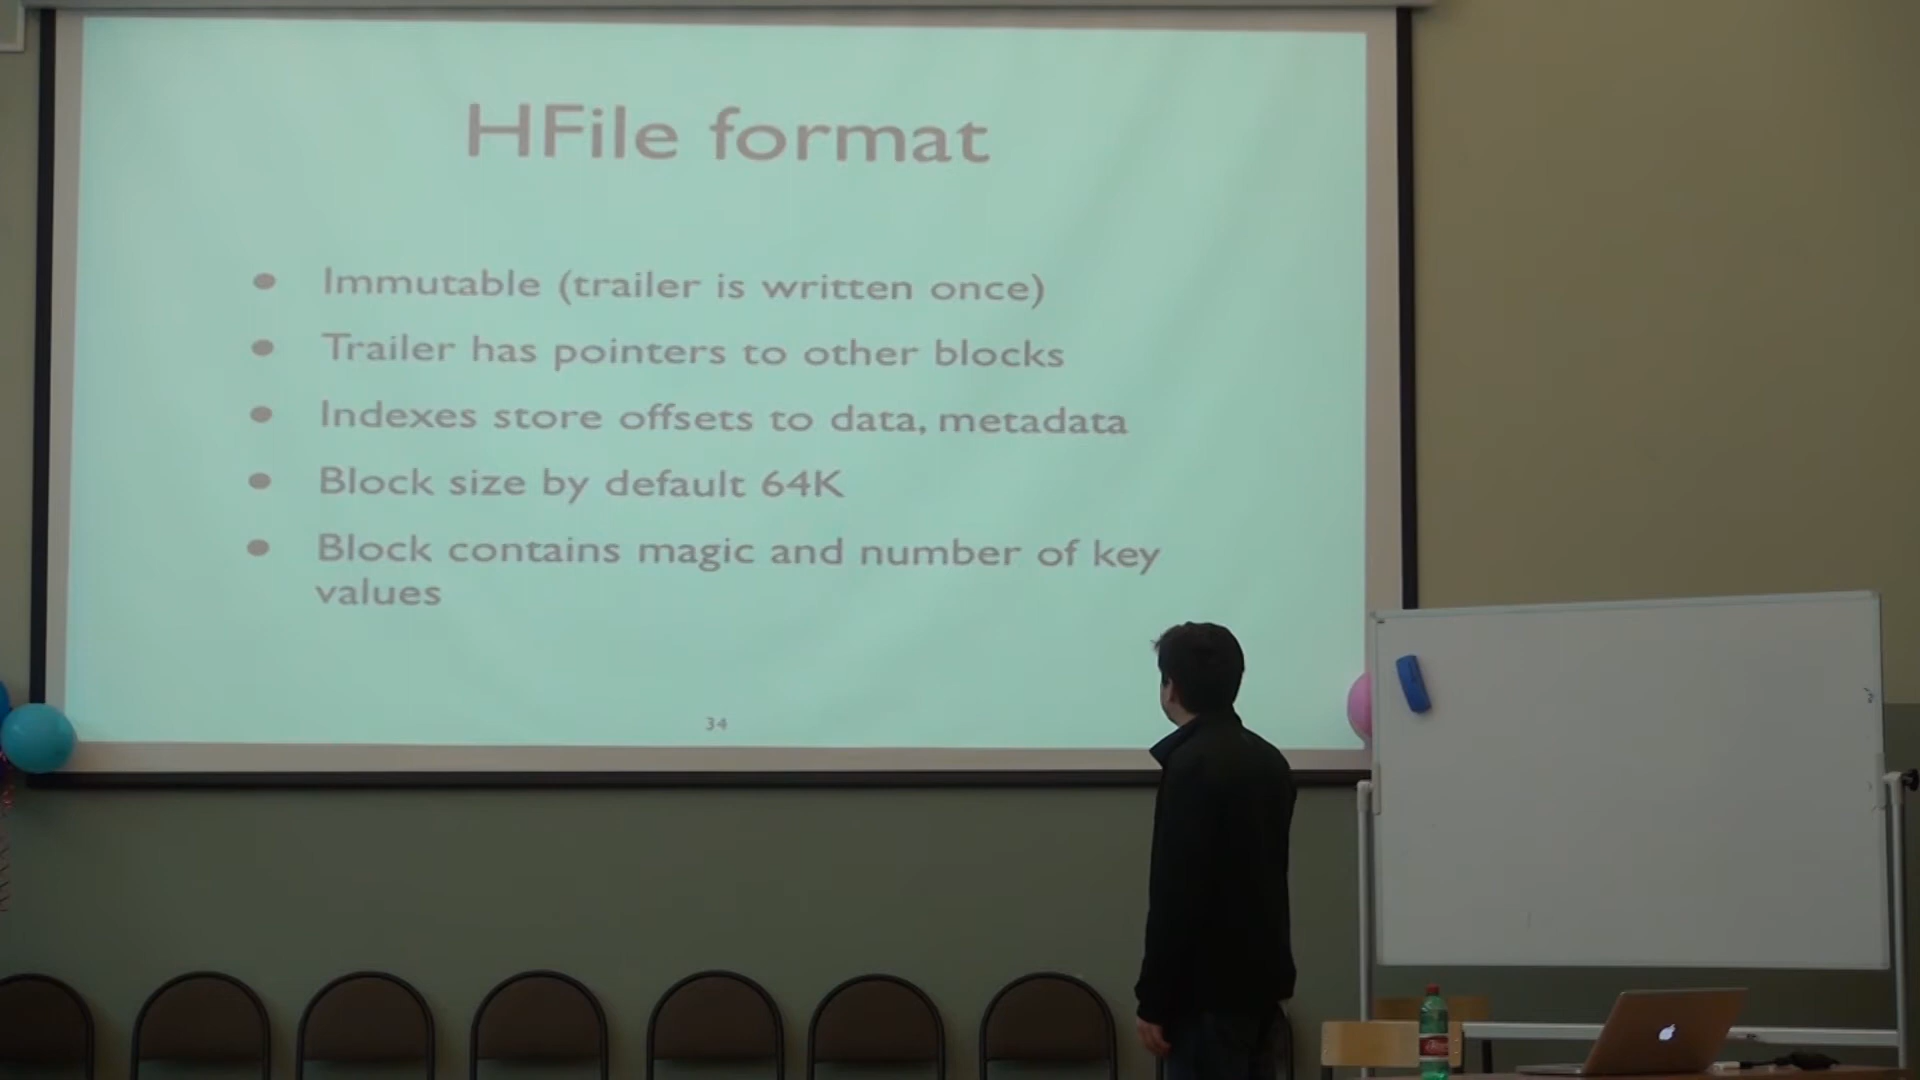 HFile format
Immutable (trailer is written once)
Trailer has pointers to other blocks
Indexes store offsets to data, metadata
Block size by default 64K
Block contains magic and number of key
values
34